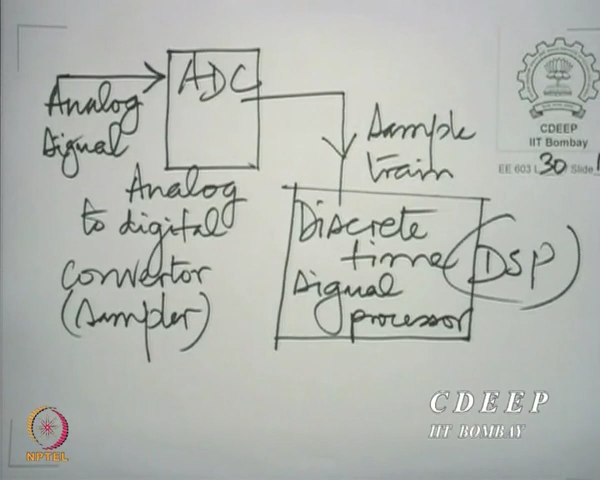 ADC
Analog
signal
Analog
to digital
convertor
(sampler)
Sample
train
Discrete
time
signal
processor
(DSP)
CDEEP
IIT Bombay
EE 603 L 30 Slide 1
CDEEP
IIT BOMBAY
NPTEL